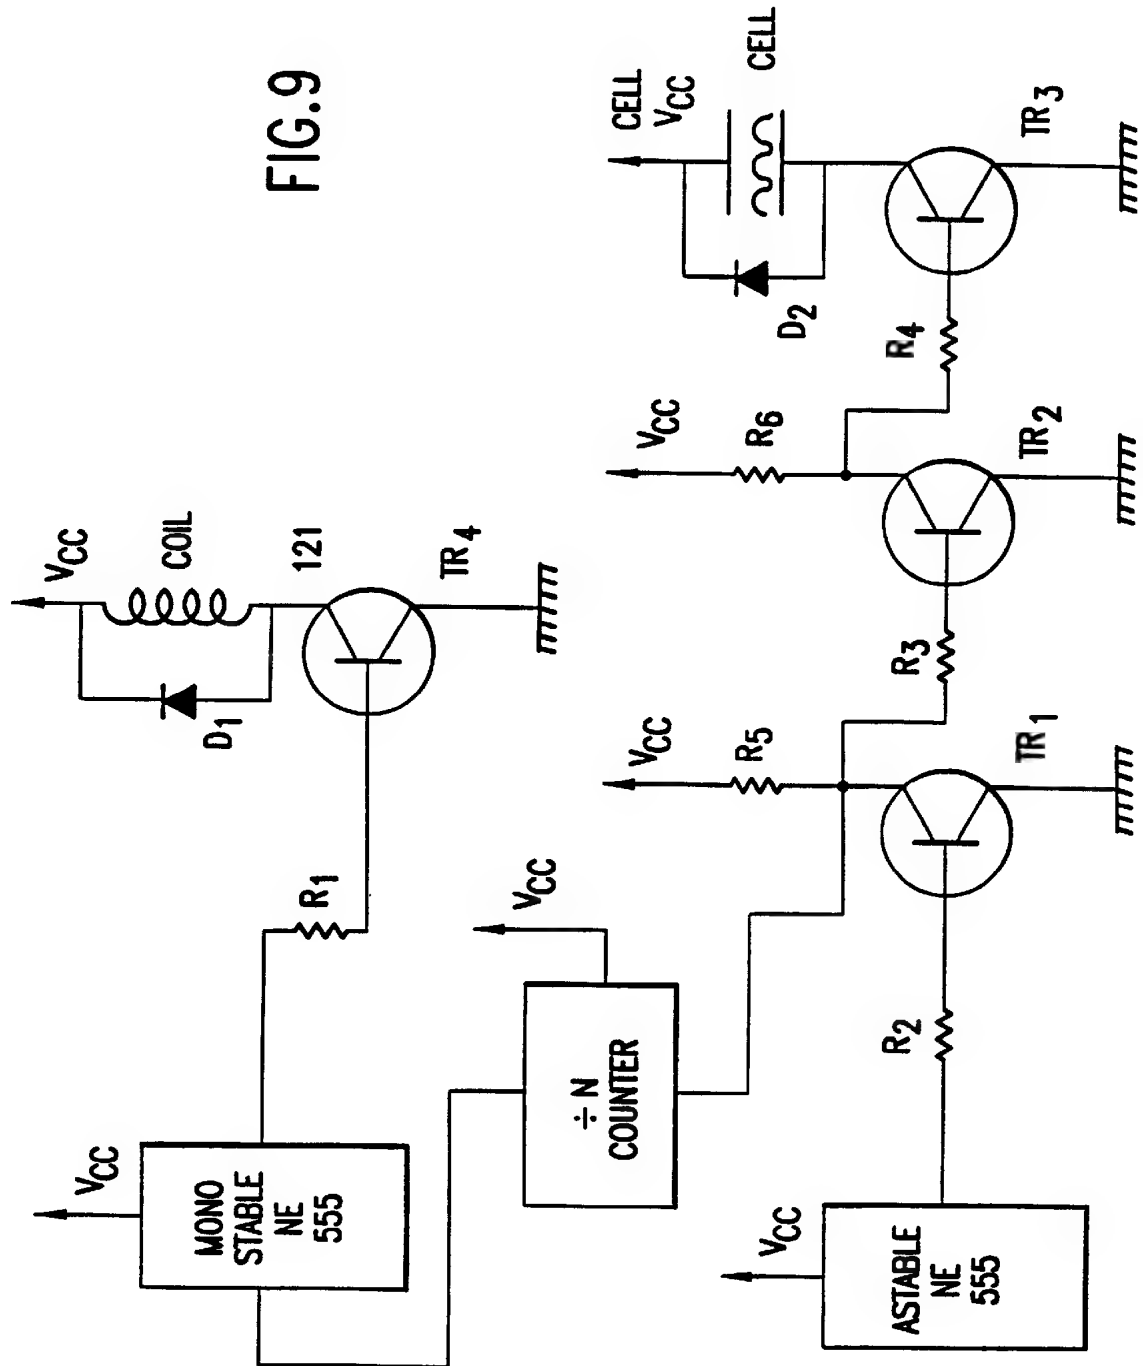 FIG.9
VCC
COIL
D1
121
TR4
R1
VCC
MONO
STABLE
NE
555
VCC
÷ N
COUNTER
CELL
VCC
CELL
D2
TR3
R4
VCC
R6
TR2
R3
VCC
R5
TR1
R2
VCC
ASTABLE
NE
555